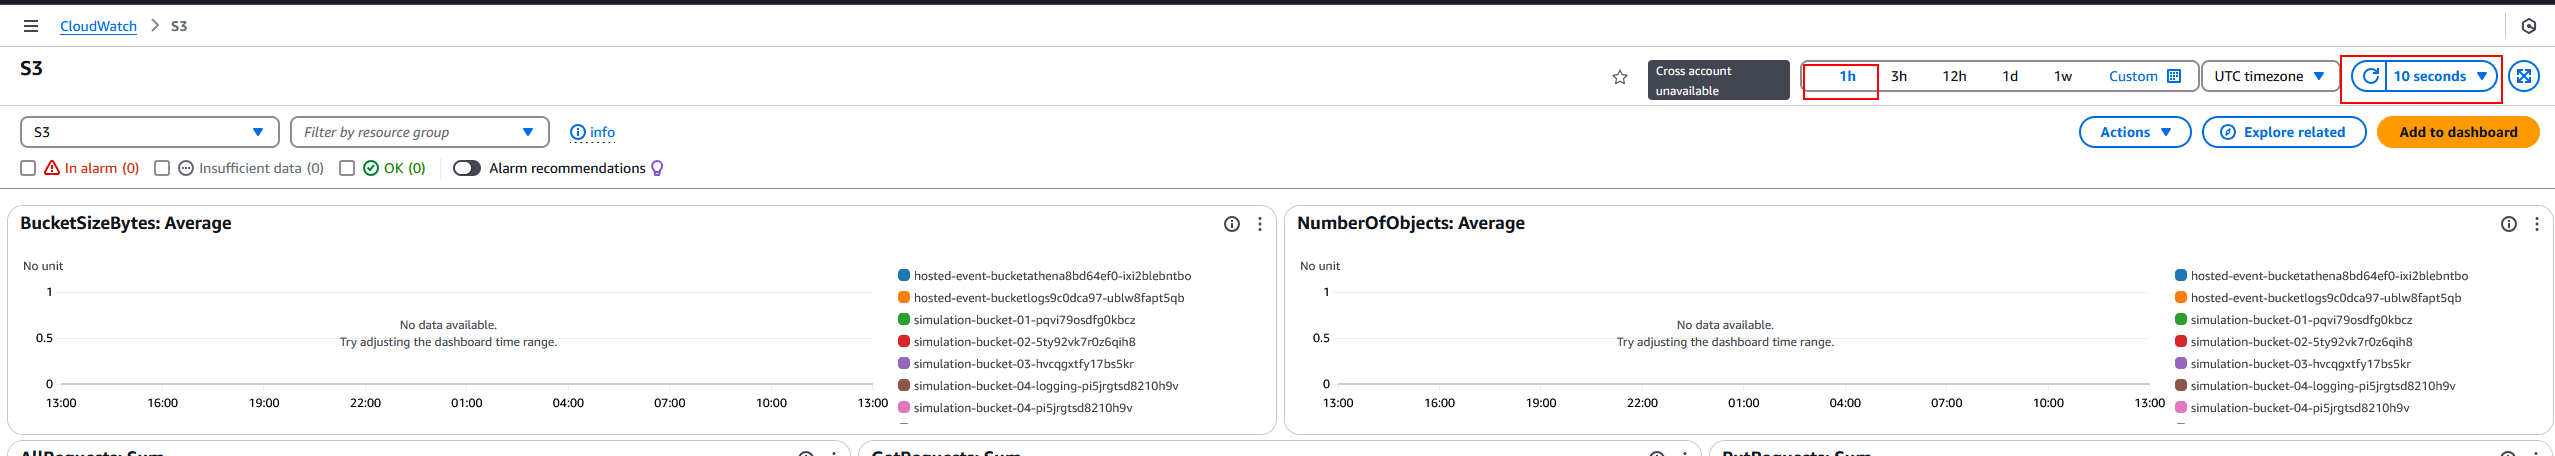 CloudWatch > S3
S3
Cross account
unavailable
1h 3h 12h 1d 1w Custom
UTC timezone
10 seconds
S3
Filter by resource group
info
Actions
Explore related
Add to dashboard
In alarm (0)
Insufficient data (0)
OK (0)
Alarm recommendations
BucketSizeBytes: Average
No unit
1
0.5
0
No data available.
Try adjusting the dashboard time range.
13:00 16:00 19:00 22:00 01:00 04:00 07:00 10:00 13:00
hosted-event-bucketathena8bd64ef0-ixi2blebntbo
hosted-event-bucketlogs9c0dca97-ublw8fapt5qb
simulation-bucket-01-pqvi79osdfg0kbcz
simulation-bucket-02-5ty92vk7r0z6qih8
simulation-bucket-03-hvcqgxtfy17bs5kr
simulation-bucket-04-logging-pi5jrgtsd8210h9v
simulation-bucket-04-pi5jrgtsd8210h9v
NumberOfObjects: Average
No unit
1
0.5
0
No data available.
Try adjusting the dashboard time range.
13:00 16:00 19:00 22:00 01:00 04:00 07:00 10:00 13:00
hosted-event-bucketathena8bd64ef0-ixi2blebntbo
hosted-event-bucketlogs9c0dca97-ublw8fapt5qb
simulation-bucket-01-pqvi79osdfg0kbcz
simulation-bucket-02-5ty92vk7r0z6qih8
simulation-bucket-03-hvcqgxtfy17bs5kr
simulation-bucket-04-logging-pi5jrgtsd8210h9v
simulation-bucket-04-pi5jrgtsd8210h9v
AllRequests: Sum
GetRequests: Sum
PutRequests: Sum